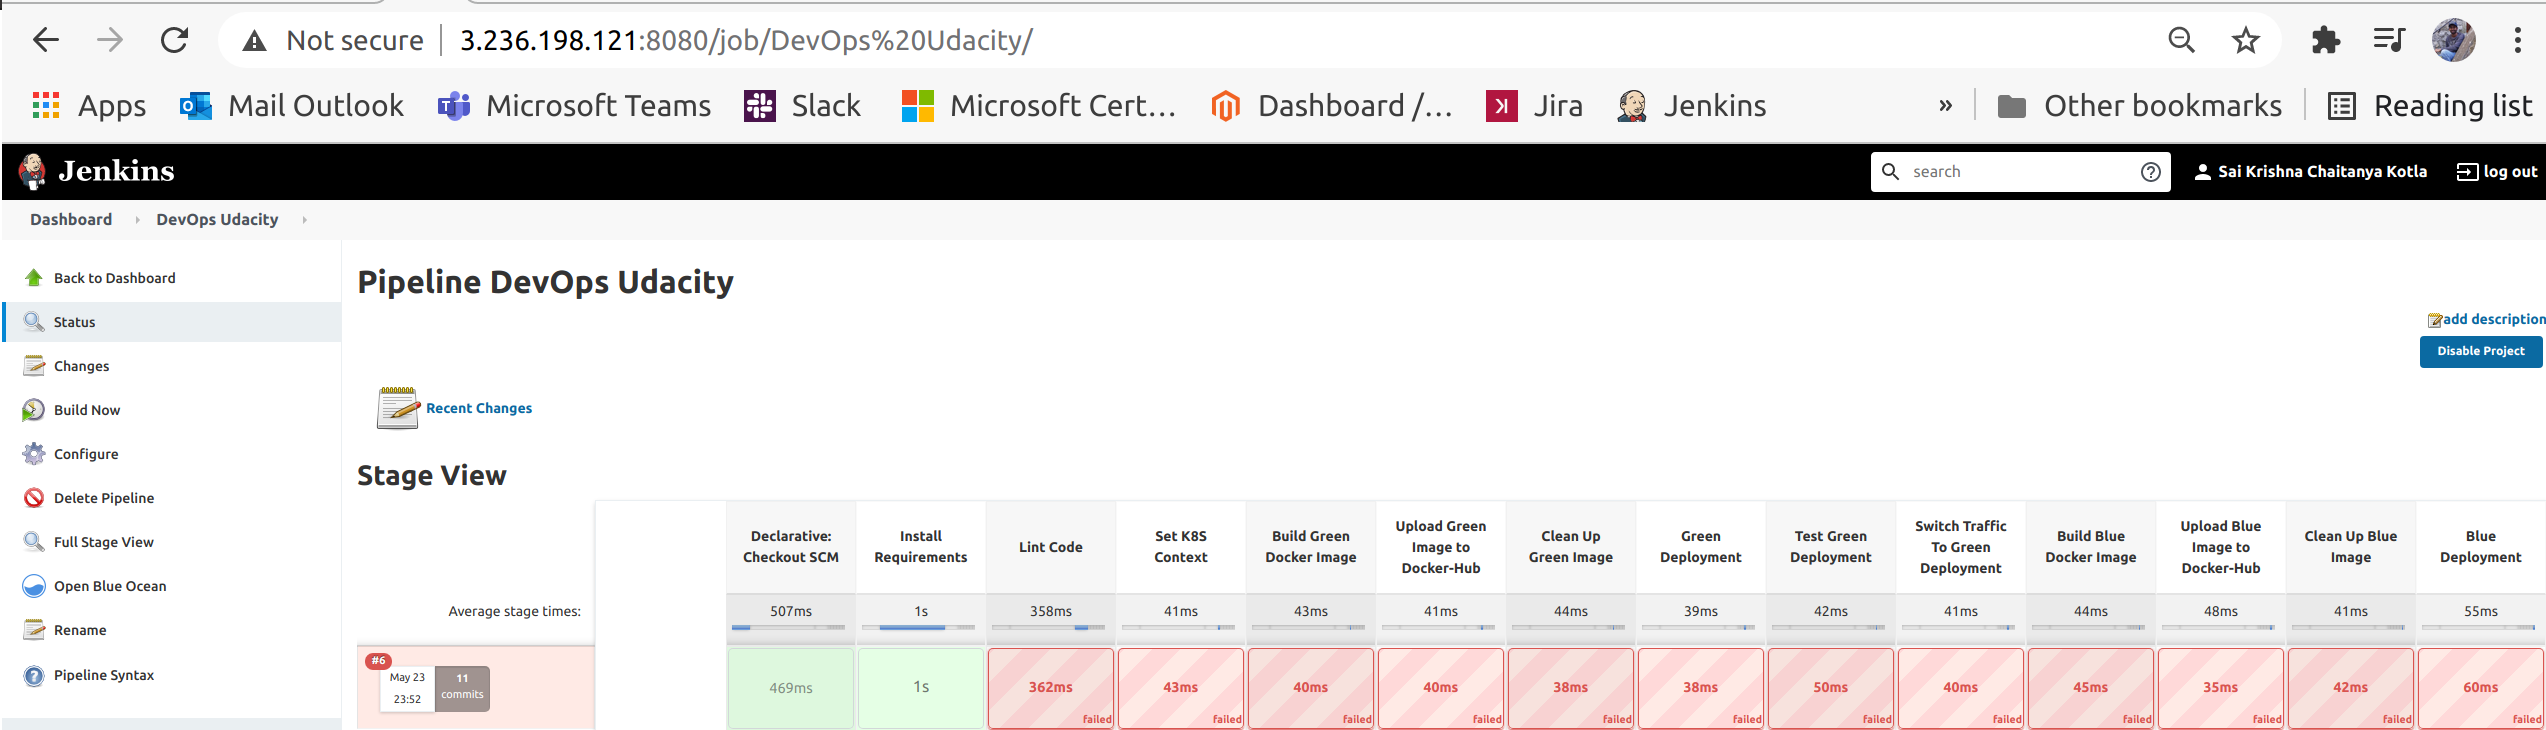 Not secure 3.236.198.121:8080/job/DevOps%20Udacity/
Apps Mail Outlook Microsoft Teams Slack Microsoft Cert... Dashboard /... Jira Jenkins » Other bookmarks Reading list
Jenkins search Sai Krishna Chaitanya Kotla log out
Dashboard DevOps Udacity
Back to Dashboard
Status
Changes
Build Now
Configure
Delete Pipeline
Full Stage View
Open Blue Ocean
Rename
Pipeline Syntax
Pipeline DevOps Udacity
add description
Disable Project
Recent Changes
Stage View
Declarative: Checkout SCM
Install Requirements
Lint Code
Set K8S Context
Build Green Docker Image
Upload Green Image to Docker-Hub
Clean Up Green Image
Green Deployment
Test Green Deployment
Switch Traffic To Green Deployment
Build Blue Docker Image
Upload Blue Image to Docker-Hub
Clean Up Blue Image
Blue Deployment
Average stage times: 507ms 1s 358ms 41ms 43ms 41ms 44ms 39ms 42ms 41ms 44ms 48ms 41ms 55ms
#6
May 23 23:52
11 commits
469ms 1s 362ms 43ms 40ms 40ms 38ms 38ms 50ms 40ms 45ms 35ms 42ms 60ms
failed failed failed failed failed failed failed failed failed failed failed failed